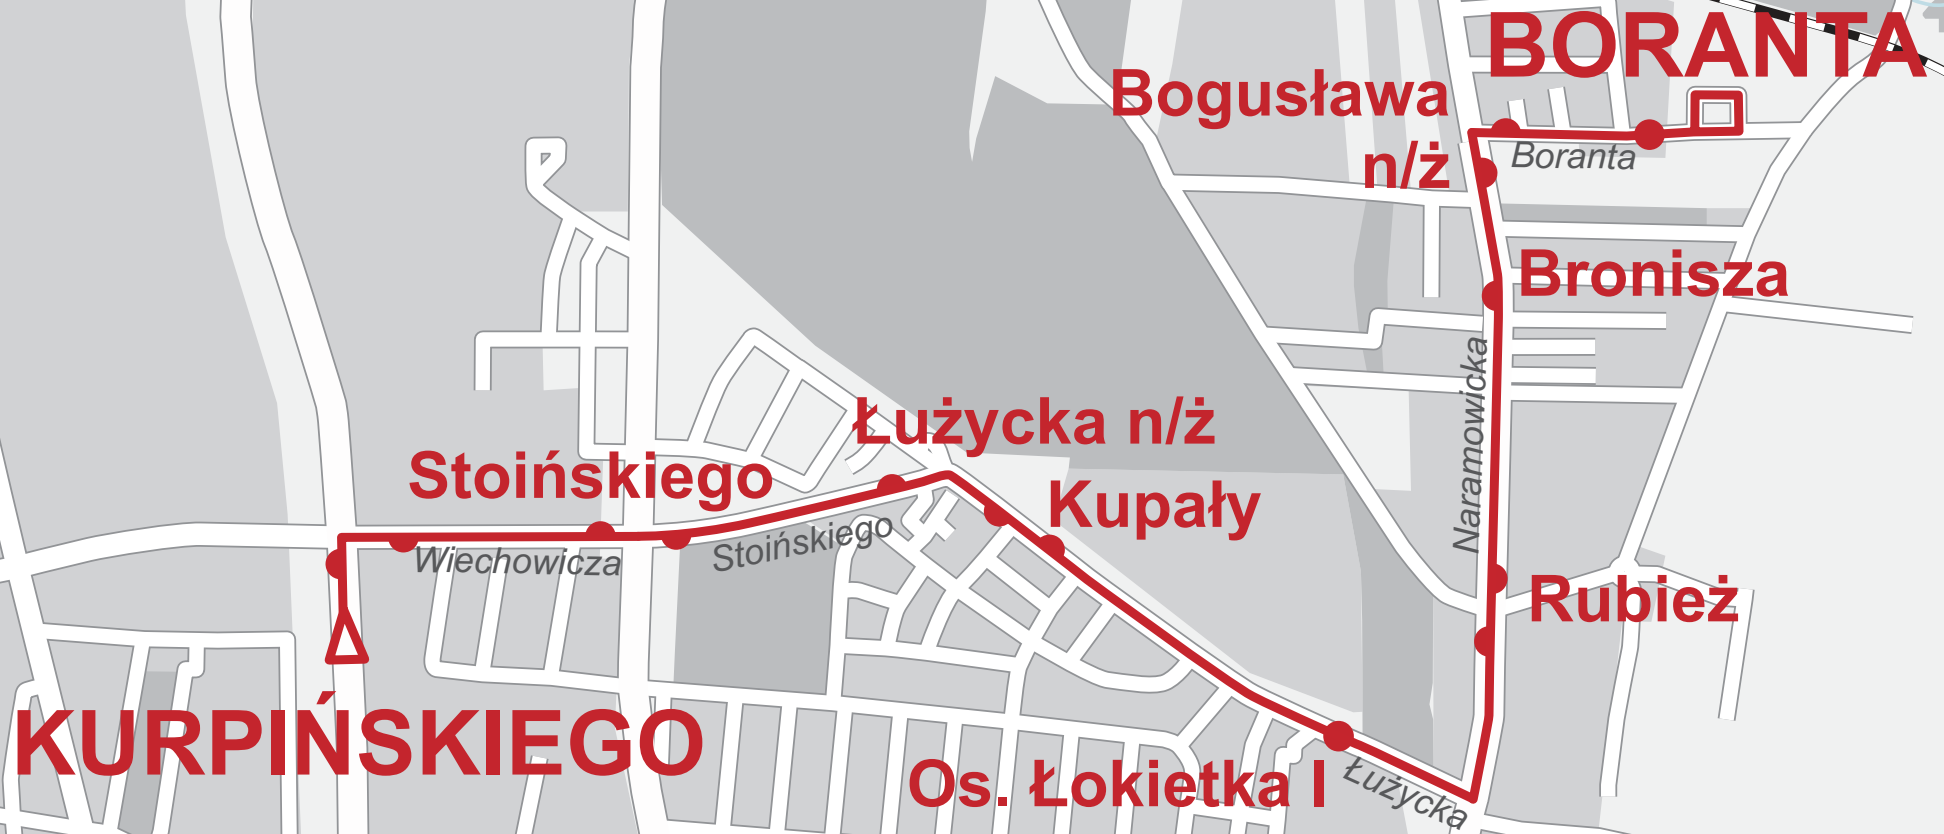 BORANTA
Bogusława
n/ż
Boranta
Bronisza
Naramowicka
Łużycka n/ż
Stoińskiego
Kupały
Stoińskiego
Wiechowicza
Rubież
KURPIŃSKIEGO
Os. Łokietka I
Łużycka